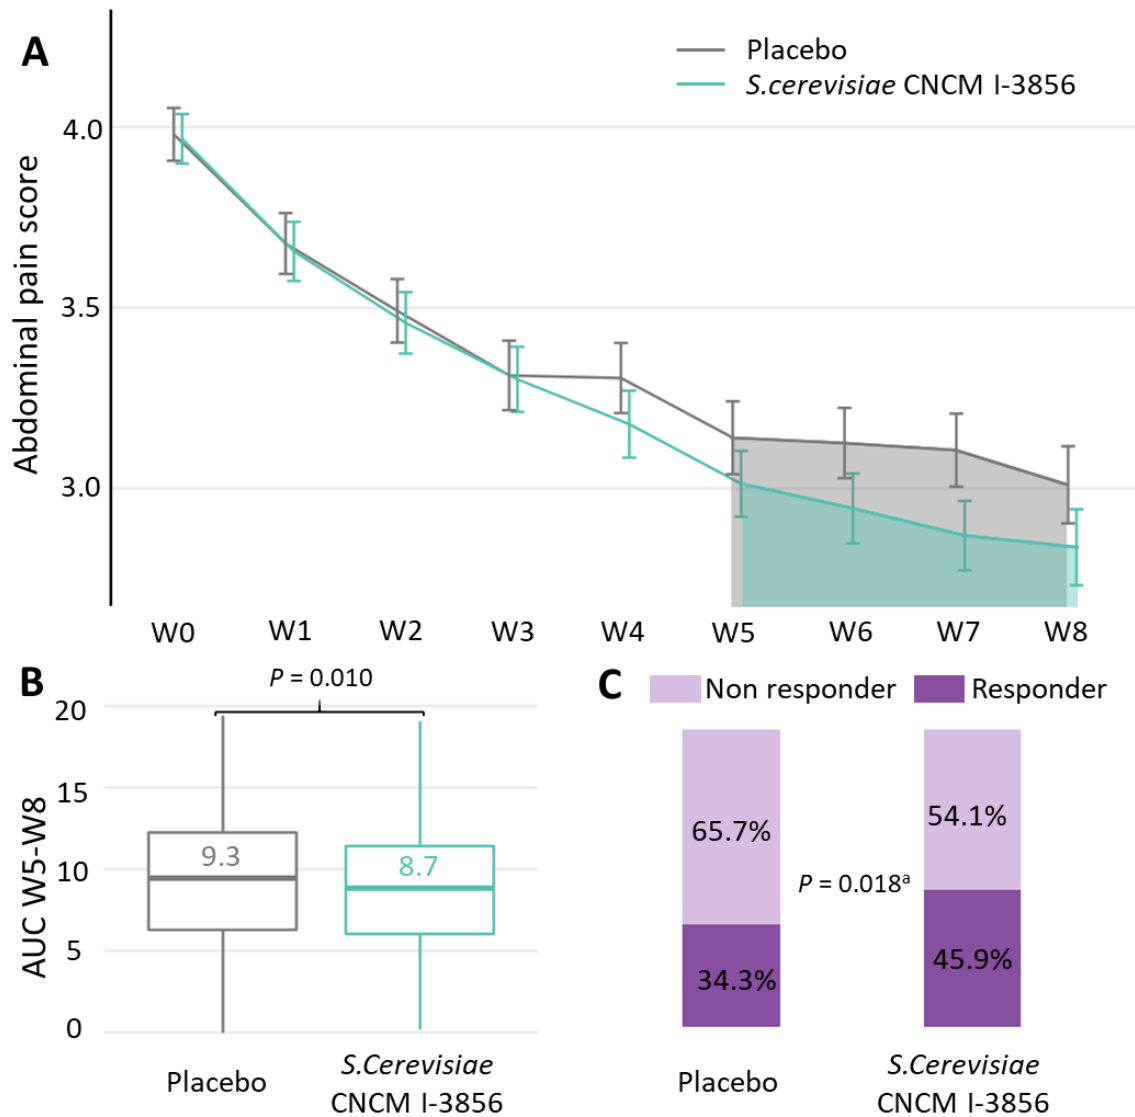 A
Placebo
S.cerevisiae CNCM I-3856
Abdominal pain score
4.0
3.5
3.0
W0 W1 W2 W3 W4 W5 W6 W7 W8
B
P = 0.010
AUC W5-W8
20
15
10
5
0
9.3
8.7
Placebo
S.Cerevisiae
CNCM I-3856
C
Non responder
Responder
65.7%
54.1%
P = 0.018ᵃ
34.3%
45.9%
Placebo
S.Cerevisiae
CNCM I-3856